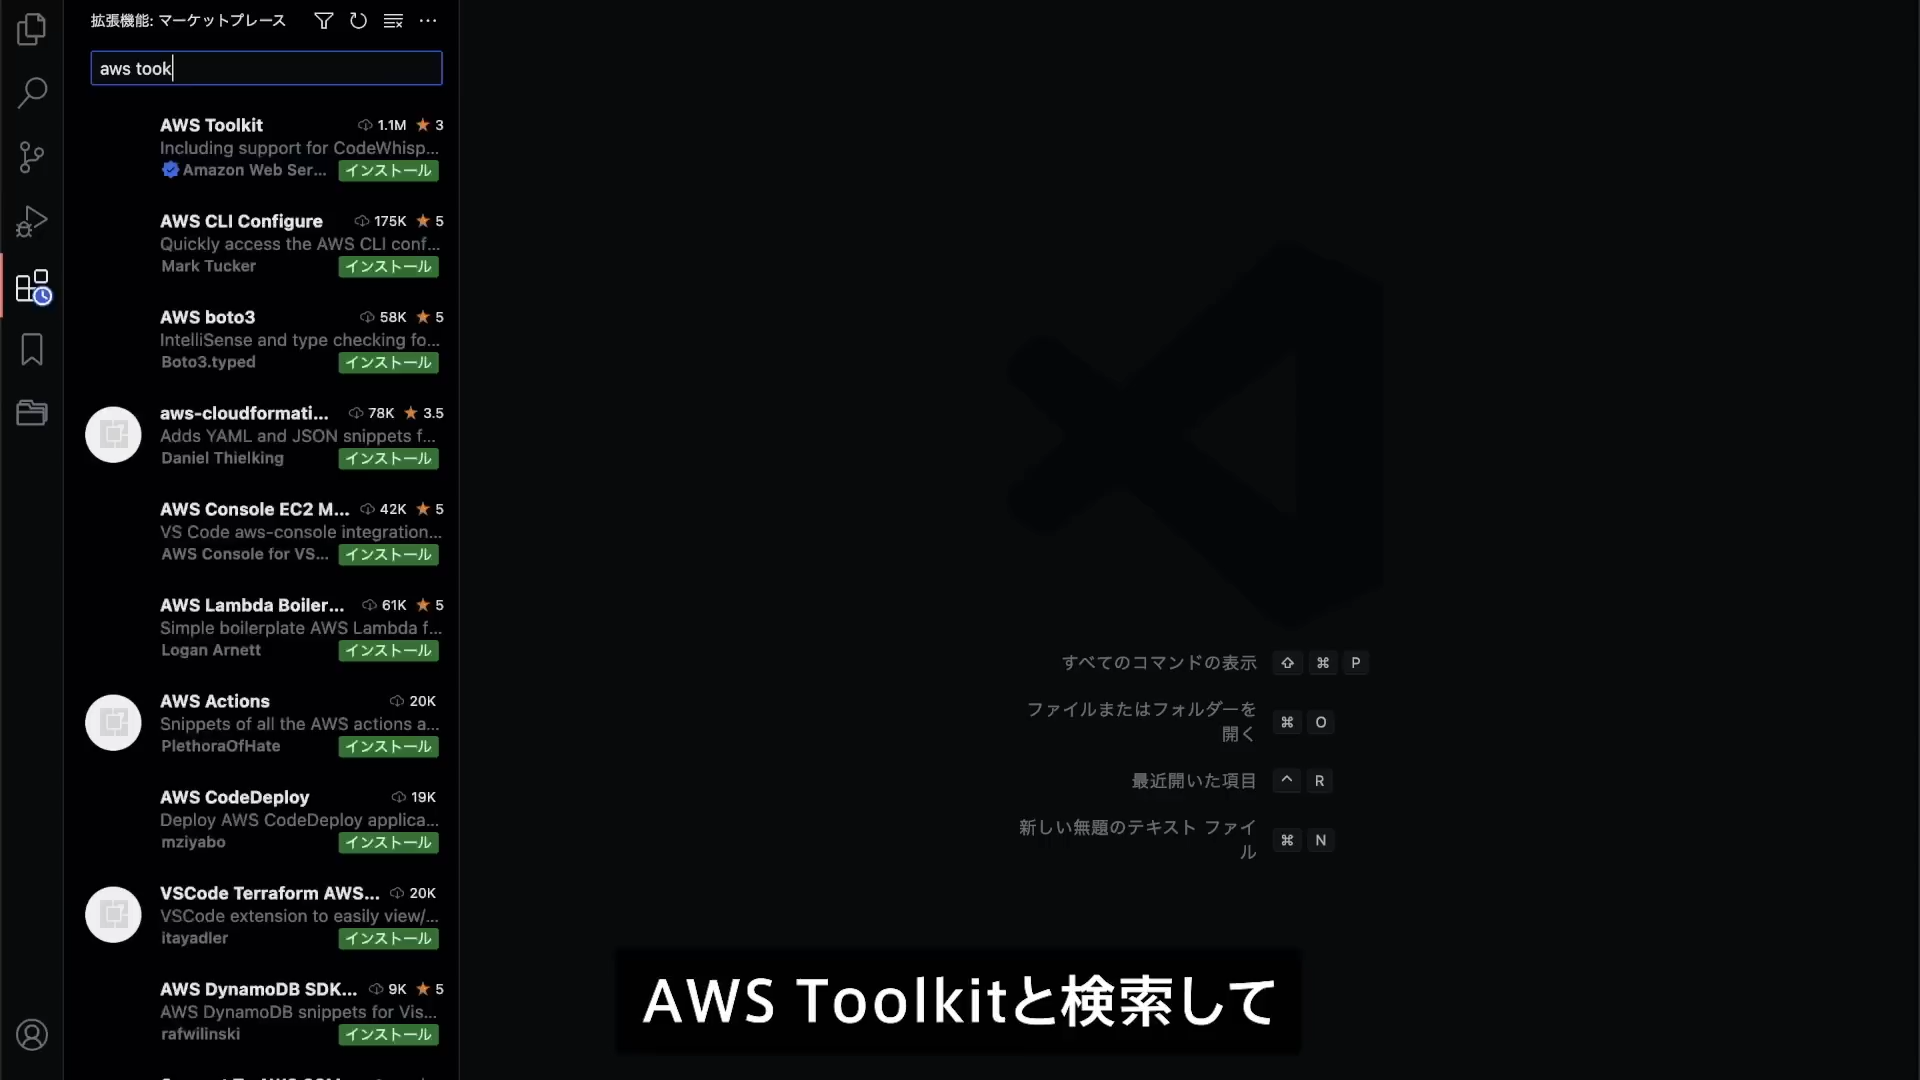 拡張機能: マーケットプレース
aws took
AWS Toolkit 1.1M ★ 3
Including support for CodeWhisp...
Amazon Web Ser... インストール
AWS CLI Configure 175K ★ 5
Quickly access the AWS CLI conf...
Mark Tucker インストール
AWS boto3 58K ★ 5
IntelliSense and type checking fo...
Boto3.typed インストール
aws-cloudformati... 78K ★ 3.5
Adds YAML and JSON snippets f...
Daniel Thielking インストール
AWS Console EC2 M... 42K ★ 5
VS Code aws-console integration...
AWS Console for VS... インストール
AWS Lambda Boiler... 61K ★ 5
Simple boilerplate AWS Lambda f...
Logan Arnett インストール
AWS Actions 20K
Snippets of all the AWS actions a...
PlethoraOfHate インストール
AWS CodeDeploy 19K
Deploy AWS CodeDeploy applica...
mziyabo インストール
VSCode Terraform AWS... 20K
VSCode extension to easily view/...
itayadler インストール
AWS DynamoDB SDK... 9K ★ 5
AWS DynamoDB snippets for Vis...
rafwilinski インストール
すべてのコマンドの表示 ⇧ ⌘ P
ファイルまたはフォルダーを
開く ⌘ O
最近開いた項目 ^ R
新しい無題のテキスト ファイ
ル ⌘ N
AWS Toolkitと検索して